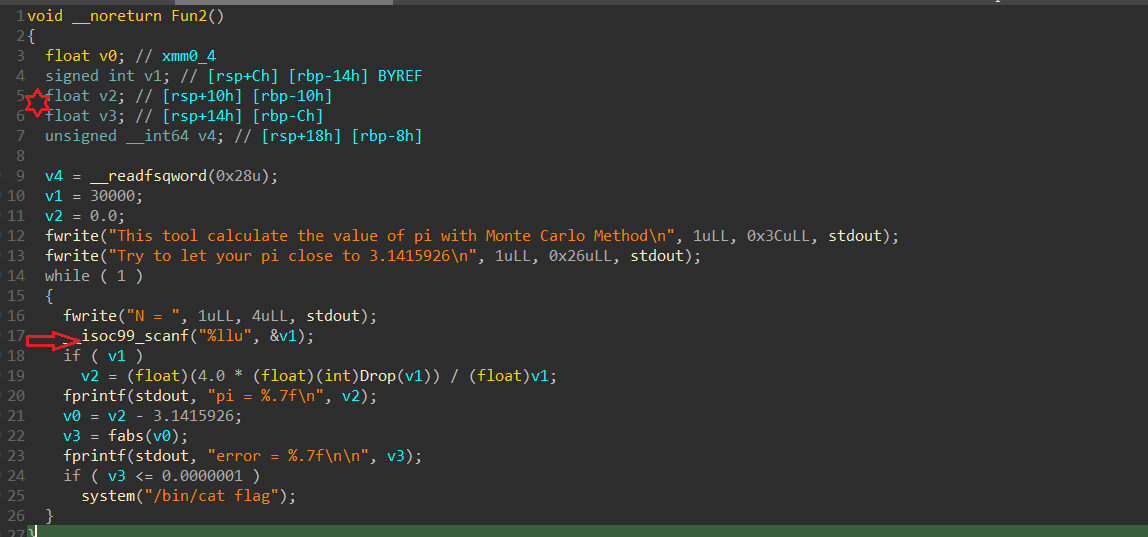 1 void __noreturn Fun2()
2 {
3 float v0; // xmm0_4
4 signed int v1; // [rsp+Ch] [rbp-14h] BYREF
5 float v2; // [rsp+10h] [rbp-10h]
6 float v3; // [rsp+14h] [rbp-Ch]
7 unsigned __int64 v4; // [rsp+18h] [rbp-8h]
8
9 v4 = __readfsqword(0x28u);
10 v1 = 30000;
11 v2 = 0.0;
12 fwrite("This tool calculate the value of pi with Monte Carlo Method\n", 1uLL, 0x3CuLL, stdout);
13 fwrite("Try to let your pi close to 3.1415926\n", 1uLL, 0x26uLL, stdout);
14 while ( 1 )
15 {
16 fwrite("N = ", 1uLL, 4uLL, stdout);
17 __isoc99_scanf("%llu", &v1);
18 if ( v1 )
19 v2 = (float)(4.0 * (float)(int)Drop(v1)) / (float)v1;
20 fprintf(stdout, "pi = %.7f\n", v2);
21 v0 = v2 - 3.1415926;
22 v3 = fabs(v0);
23 fprintf(stdout, "error = %.7f\n\n", v3);
24 if ( v3 <= 0.0000001 )
25 system("/bin/cat flag");
26 }
27 }